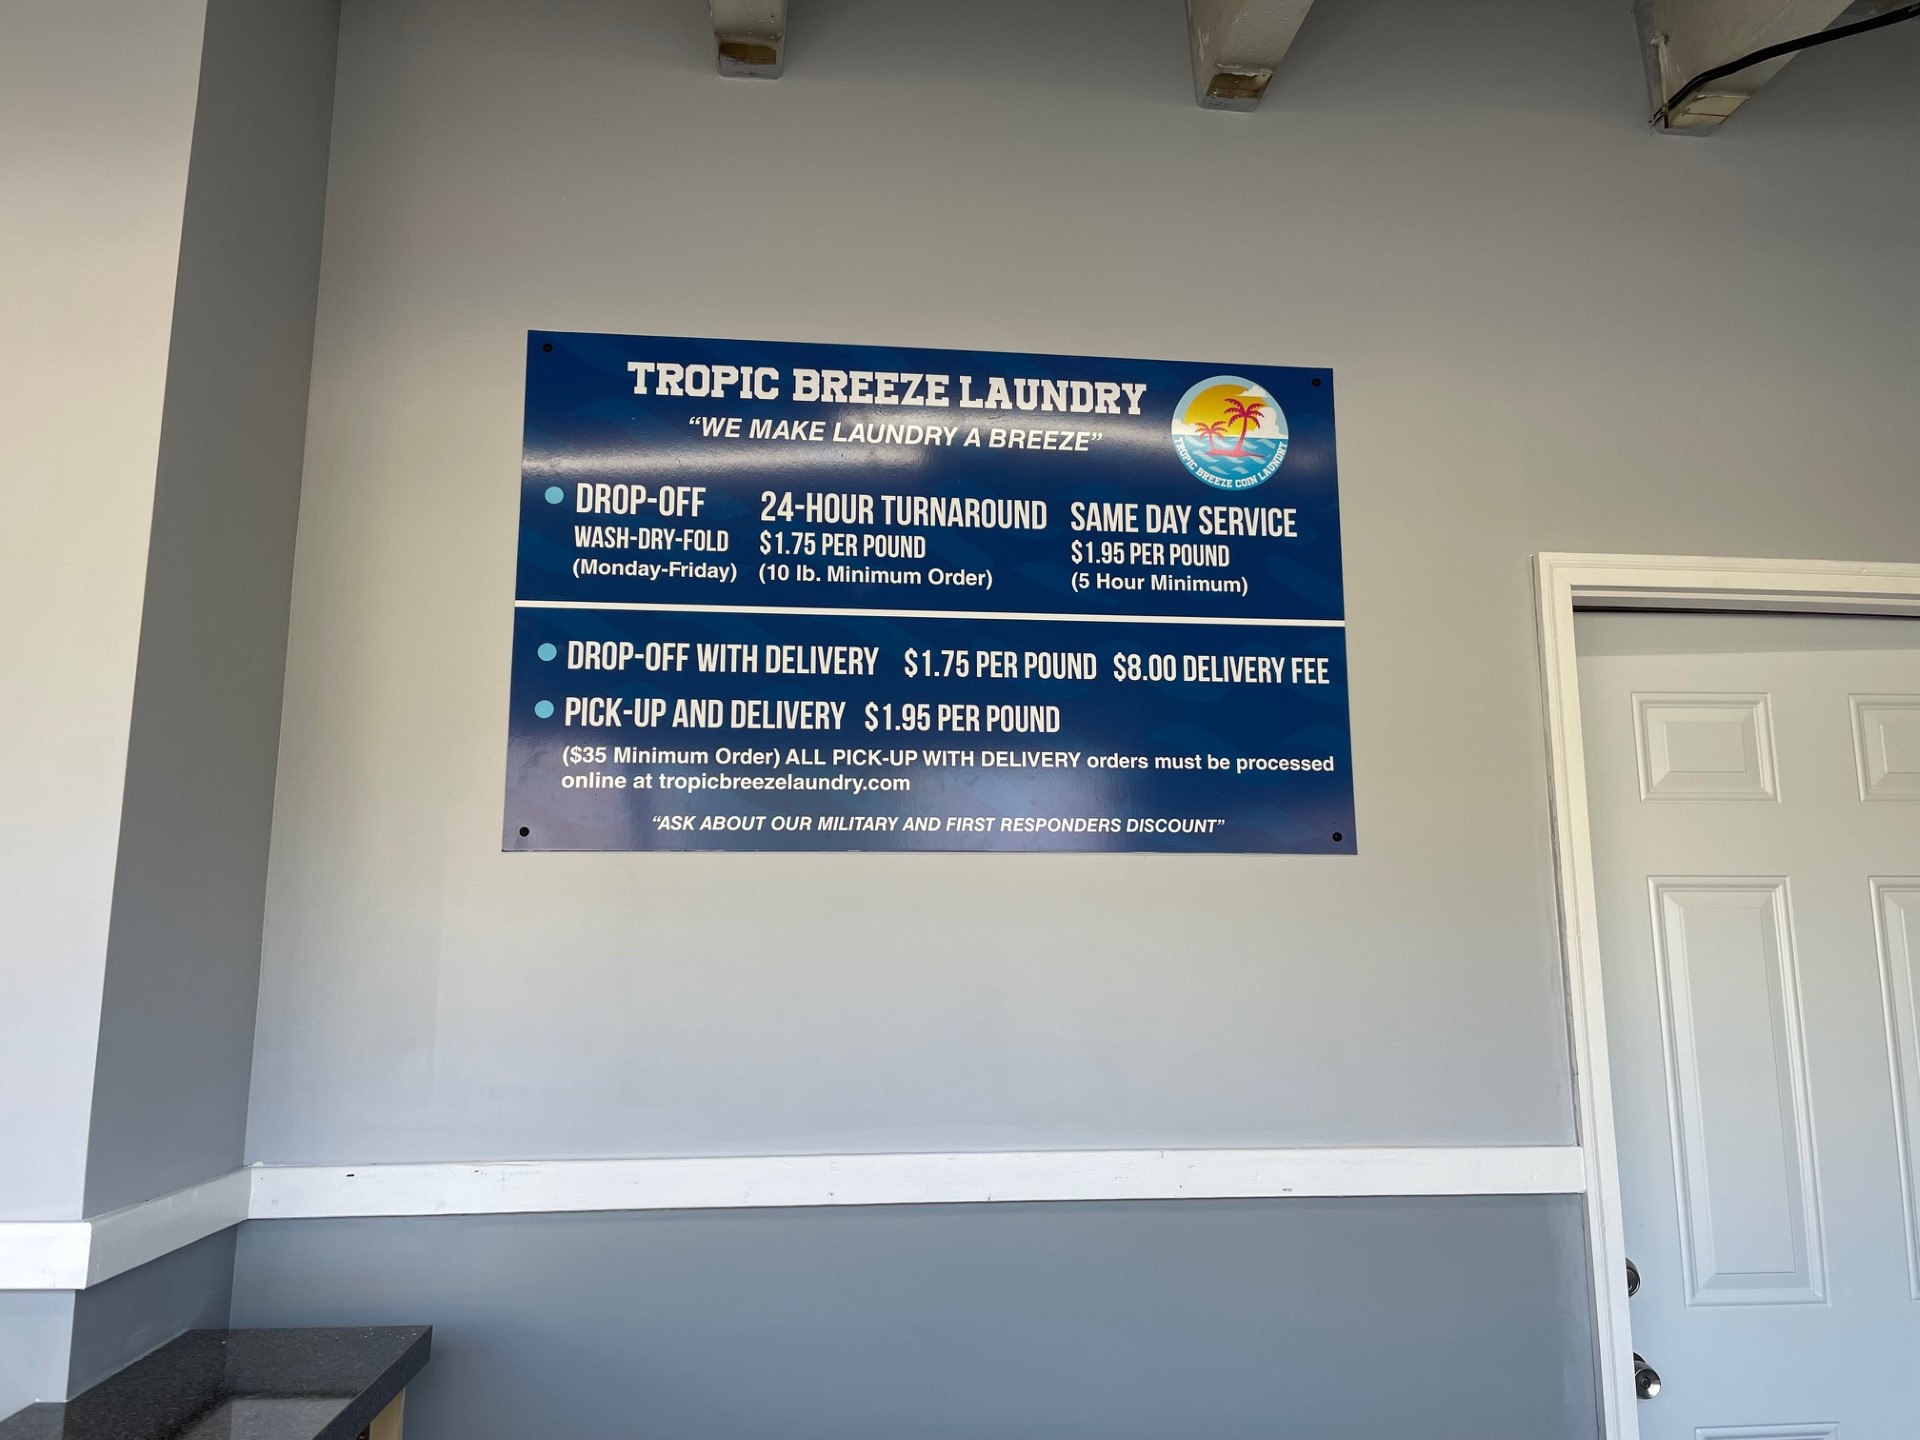 TROPIC BREEZE LAUNDRY
“WE MAKE LAUNDRY A BREEZE”
TROPIC BREEZE COIN LAUNDRY
DROP-OFF 24-HOUR TURNAROUND SAME DAY SERVICE
WASH-DRY-FOLD $1.75 PER POUND $1.95 PER POUND
(Monday-Friday) (10 lb. Minimum Order) (5 Hour Minimum)
DROP-OFF WITH DELIVERY $1.75 PER POUND $8.00 DELIVERY FEE
PICK-UP AND DELIVERY $1.95 PER POUND
($35 Minimum Order) ALL PICK-UP WITH DELIVERY orders must be processed
online at tropicbreezelaundry.com
“ASK ABOUT OUR MILITARY AND FIRST RESPONDERS DISCOUNT”